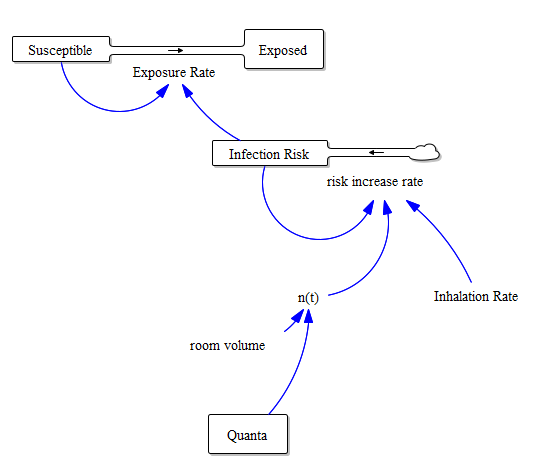 Susceptible
Exposed
Exposure Rate
Infection Risk
risk increase rate
n(t)
Inhalation Rate
room volume
Quanta